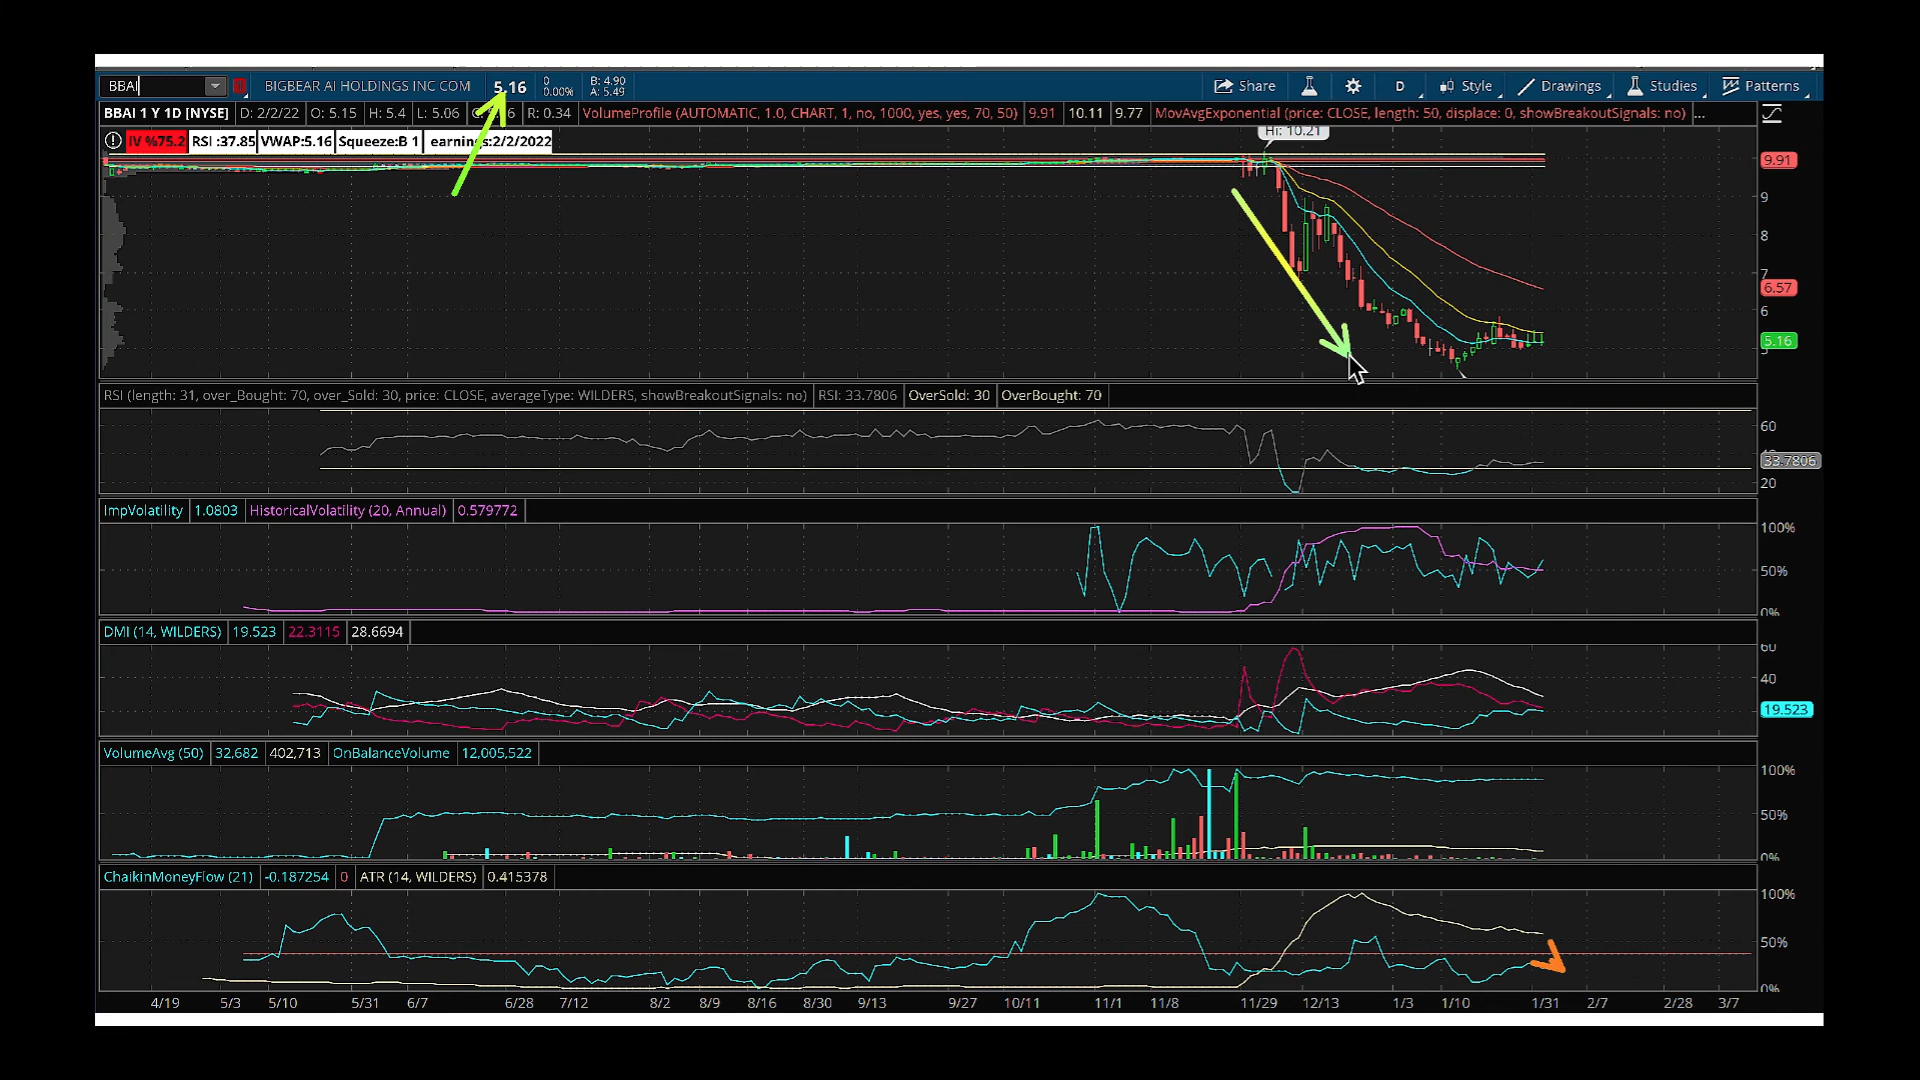 BBAI BIGBEAR AI HOLDINGS INC COM 5.16 0 0.00% B: 4.90 A: 5.49 Share D Style Drawings Studies Patterns
BBAI 1 Y 1D [NYSE] D: 2/2/22 O: 5.15 H: 5.4 L: 5.06 R: 0.34 VolumeProfile (AUTOMATIC, 1.0, CHART, 1, no, 1000, yes, yes, 70, 50) 9.91 10.11 9.77 MovAvgExponential (price: CLOSE, length: 50, displace: 0, showBreakoutSignals: no) ...
IV %75.2 RSI :37.85 VWAP:5.16 Squeeze:B 1 earnings:2/2/2022
Hi: 10.21
9.91
9
8
7
6.57
6
5.16
5
RSI (length: 31, over_Bought: 70, over_Sold: 30, price: CLOSE, averageType: WILDERS, showBreakoutSignals: no) RSI: 33.7806 OverSold: 30 OverBought: 70
60
33.7806
20
ImpVolatility 1.0803 HistoricalVolatility (20, Annual) 0.579772
100%
50%
0%
DMI (14, WILDERS) 19.523 22.3115 28.6694
60
40
19.523
VolumeAvg (50) 32,682 402,713 OnBalanceVolume 12,005,522
100%
50%
0%
ChaikinMoneyFlow (21) -0.187254 0 ATR (14, WILDERS) 0.415378
100%
50%
0%
4/19 5/3 5/10 5/31 6/7 6/28 7/12 8/2 8/9 8/16 8/30 9/13 9/27 10/11 11/1 11/8 11/29 12/13 1/3 1/10 1/31 2/7 2/28 3/7